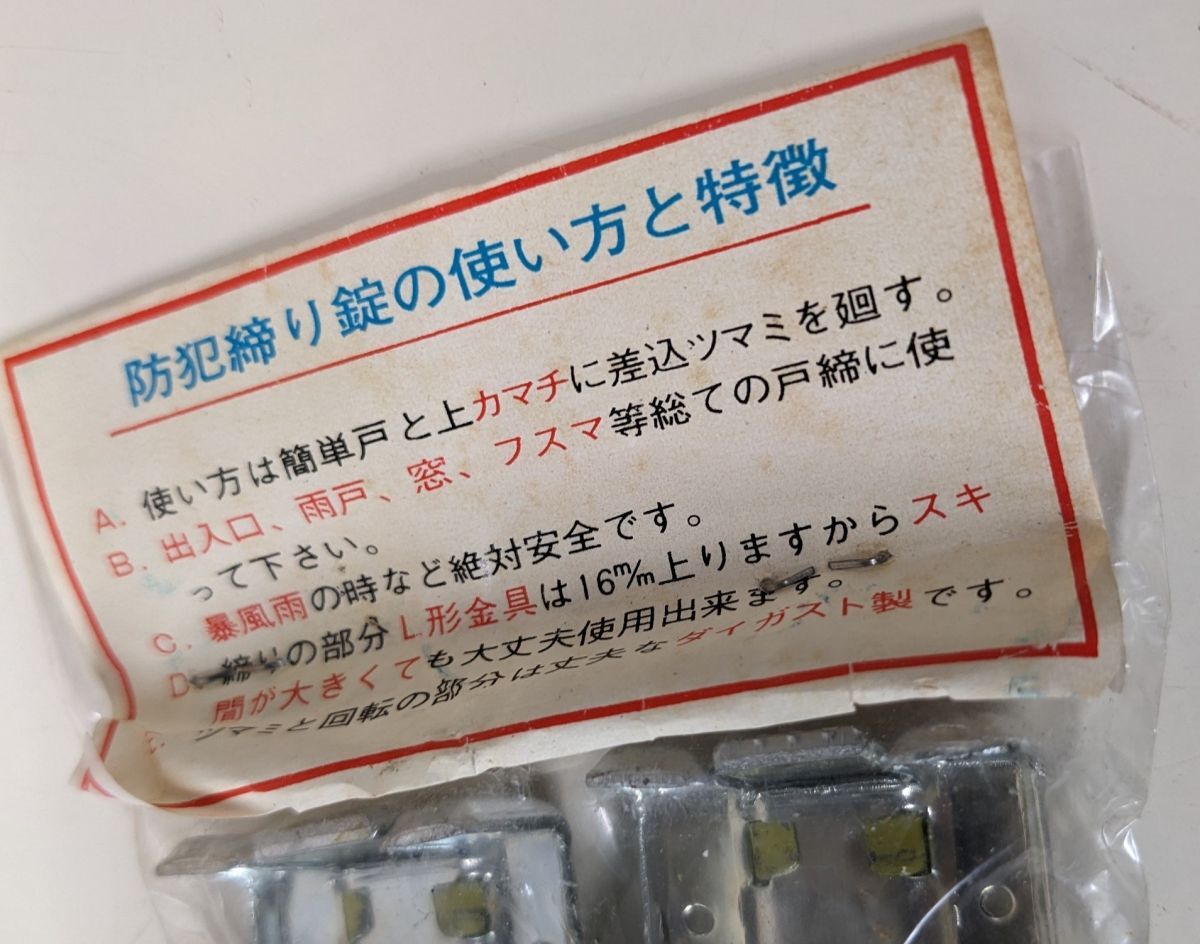 防犯締り錠の使い方と特徴
A. 使い方は簡単戸と上カマチに差込ツマミを廻す。
B. 出入口、雨戸、窓、フスマ等総ての戸締に使
って下さい。
C. 暴風雨の時など絶対安全です。
D. 締りの部分L形金具は16m/m上りますからスキ
間が大きくても大丈夫使用出来ます。
E. ツマミと回転の部分は丈夫なダイガスト製です。